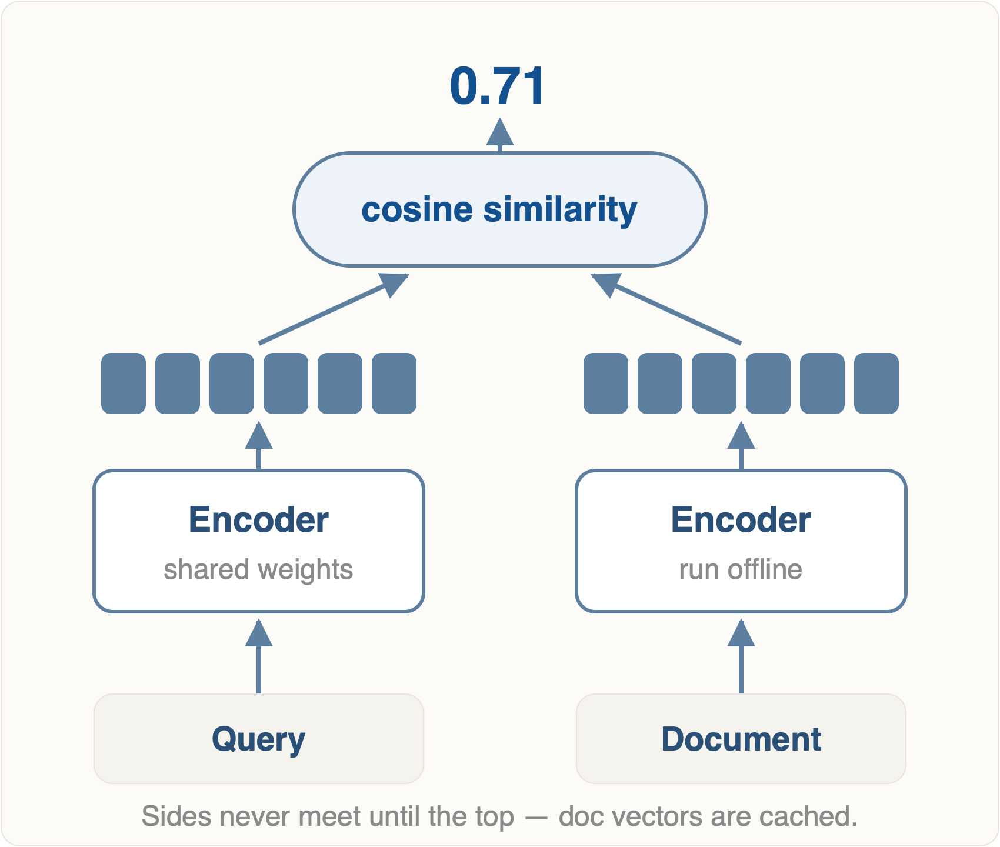 0.71
cosine similarity
Encoder
shared weights
Encoder
run offline
Query
Document
Sides never meet until the top — doc vectors are cached.